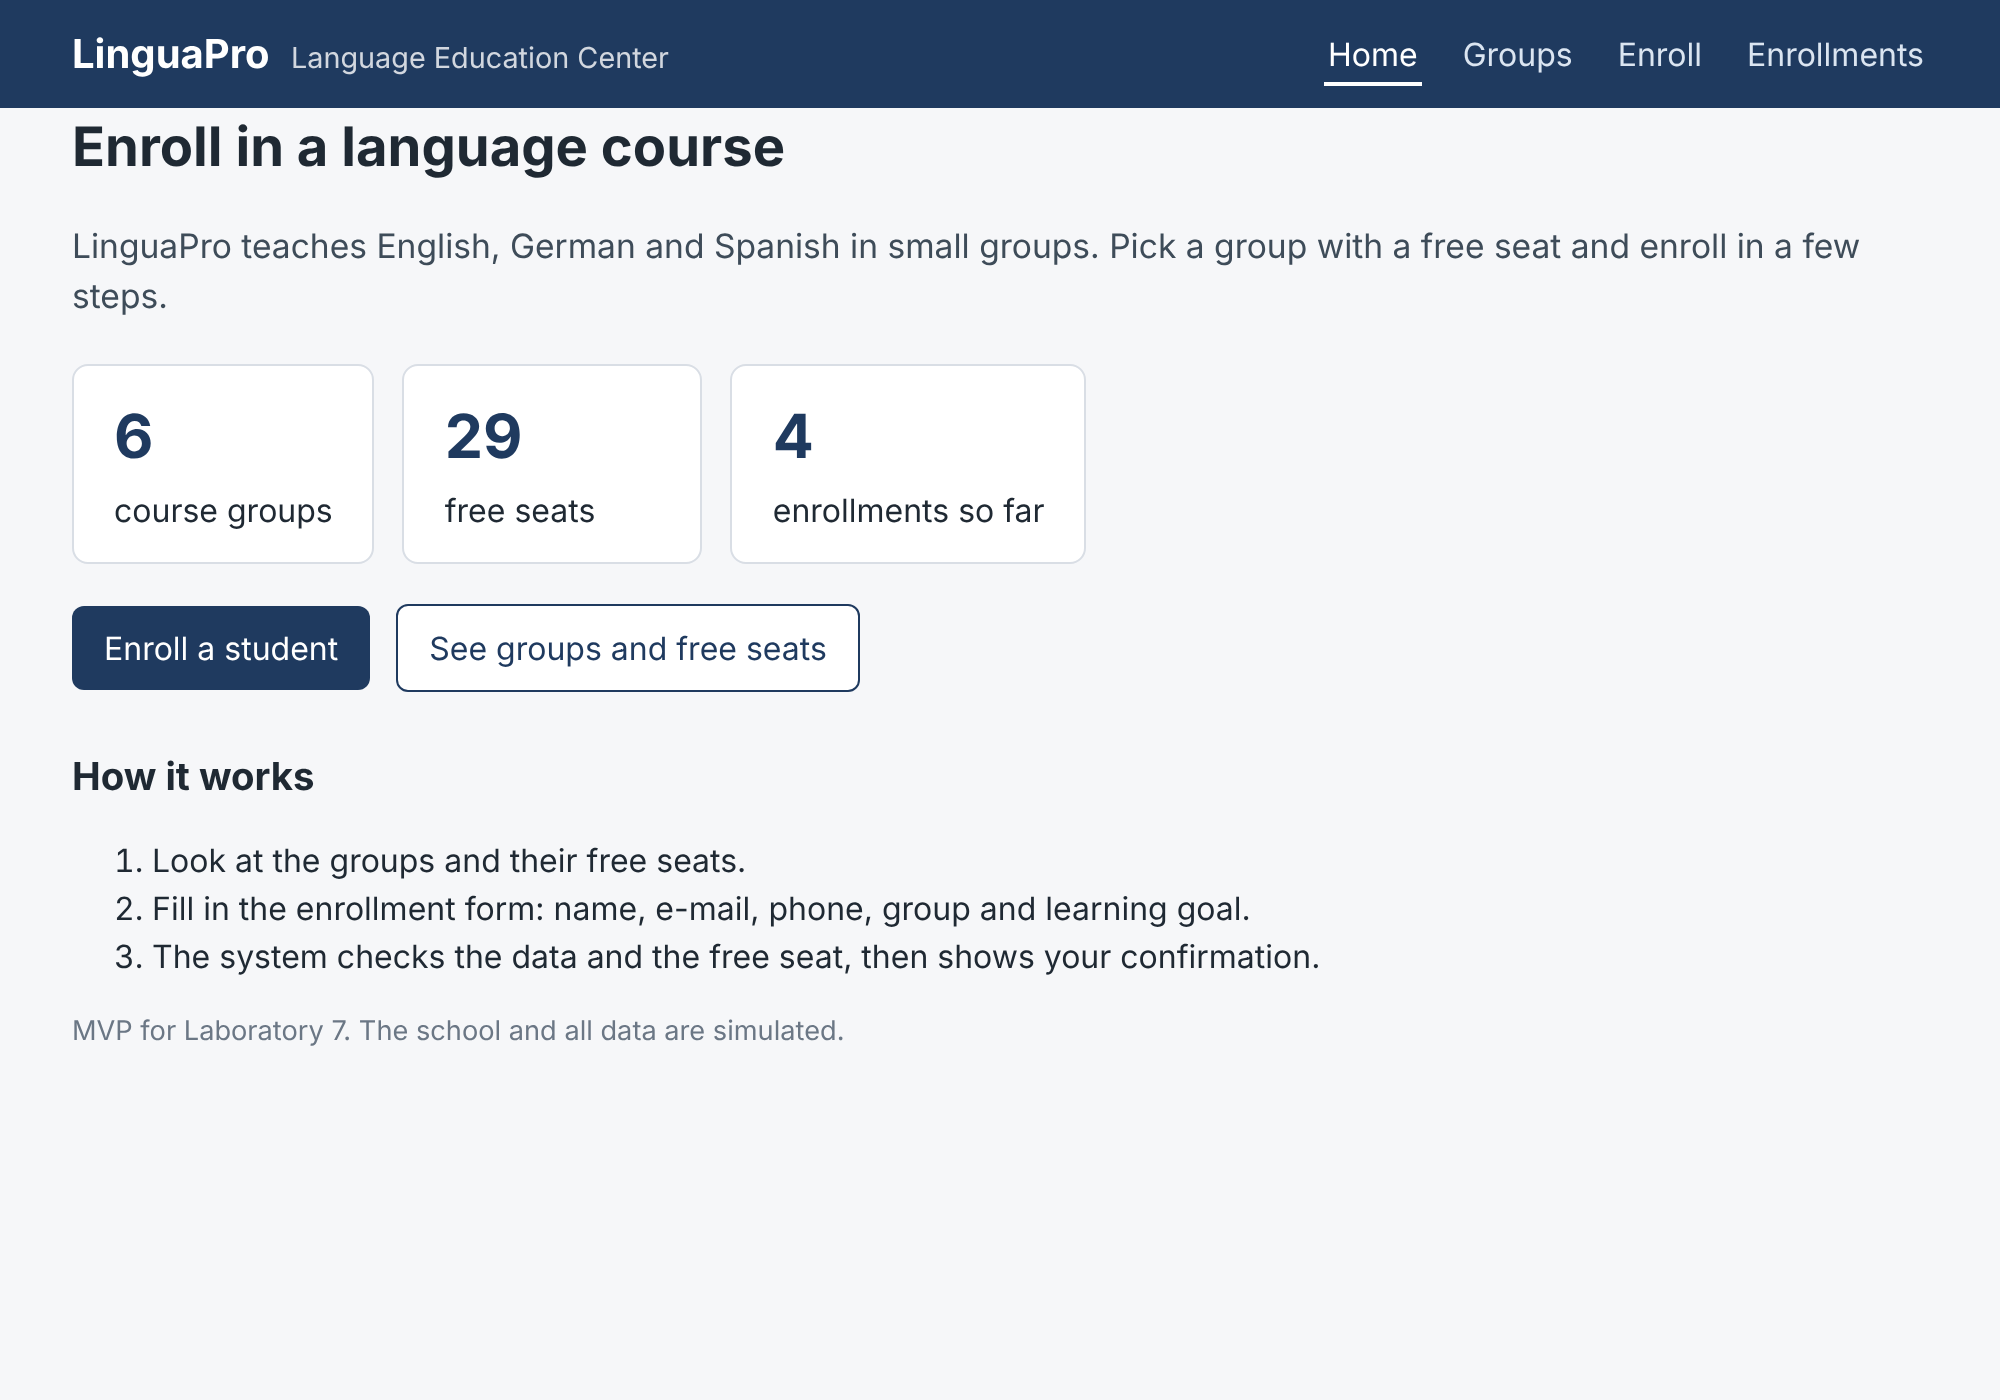 LinguaPro Language Education Center Home Groups Enroll Enrollments
Enroll in a language course
LinguaPro teaches English, German and Spanish in small groups. Pick a group with a free seat and enroll in a few
steps.
6 29 4
course groups free seats enrollments so far
Enroll a student See groups and free seats
How it works
1. Look at the groups and their free seats.
2. Fill in the enrollment form: name, e-mail, phone, group and learning goal.
3. The system checks the data and the free seat, then shows your confirmation.
MVP for Laboratory 7. The school and all data are simulated.